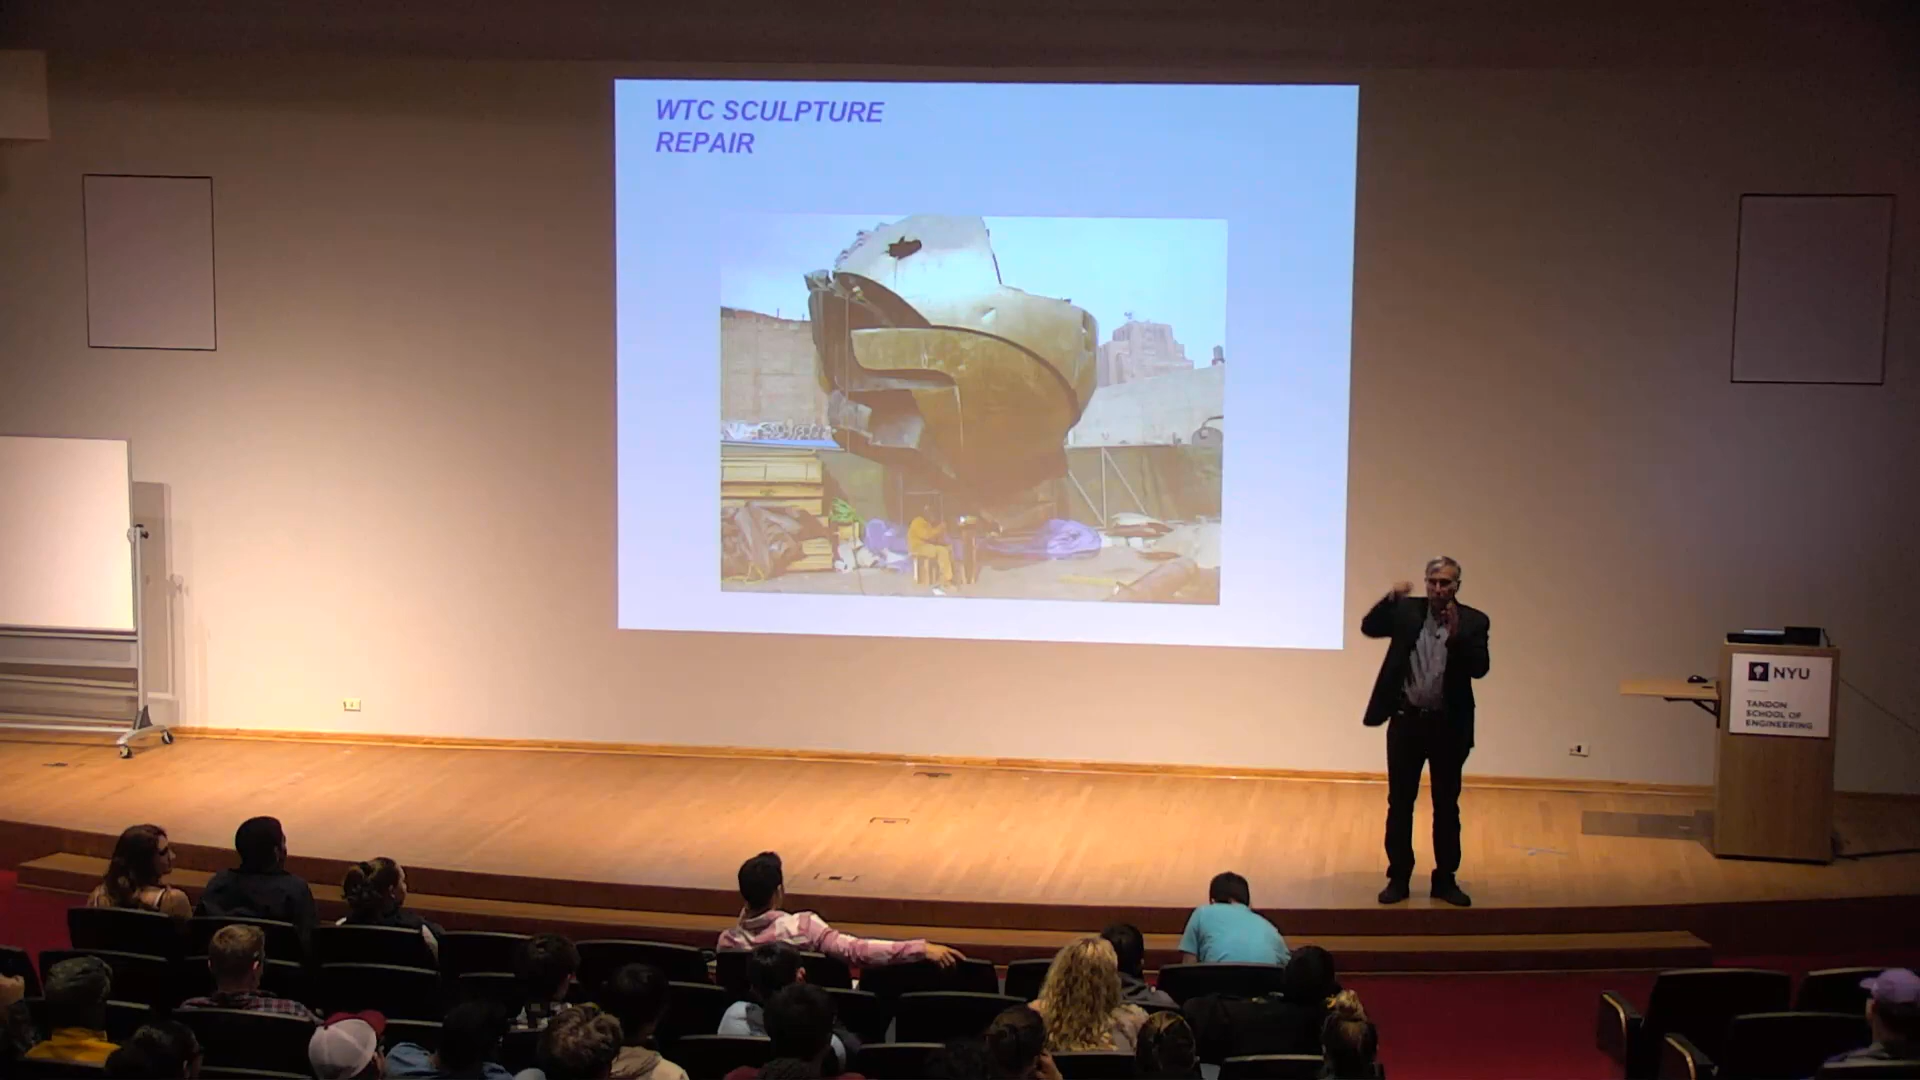 WTC SCULPTURE
REPAIR
NYU
TANDON
SCHOOL OF
ENGINEERING